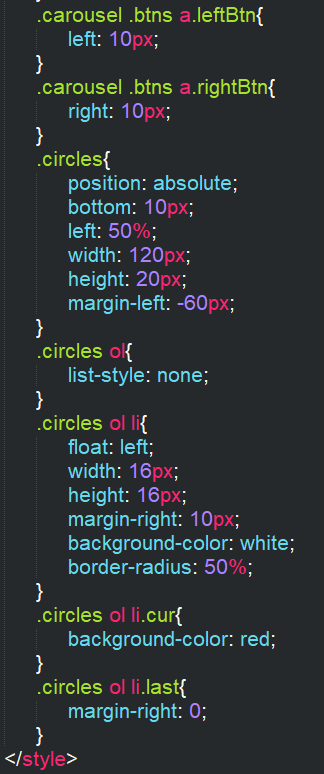 .carousel .btns a.leftBtn{
left: 10px;
}
.carousel .btns a.rightBtn{
right: 10px;
}
.circles{
position: absolute;
bottom: 10px;
left: 50%;
width: 120px;
height: 20px;
margin-left: -60px;
}
.circles ol{
list-style: none;
}
.circles ol li{
float: left;
width: 16px;
height: 16px;
margin-right: 10px;
background-color: white;
border-radius: 50%;
}
.circles ol li.cur{
background-color: red;
}
.circles ol li.last{
margin-right: 0;
}
</style>